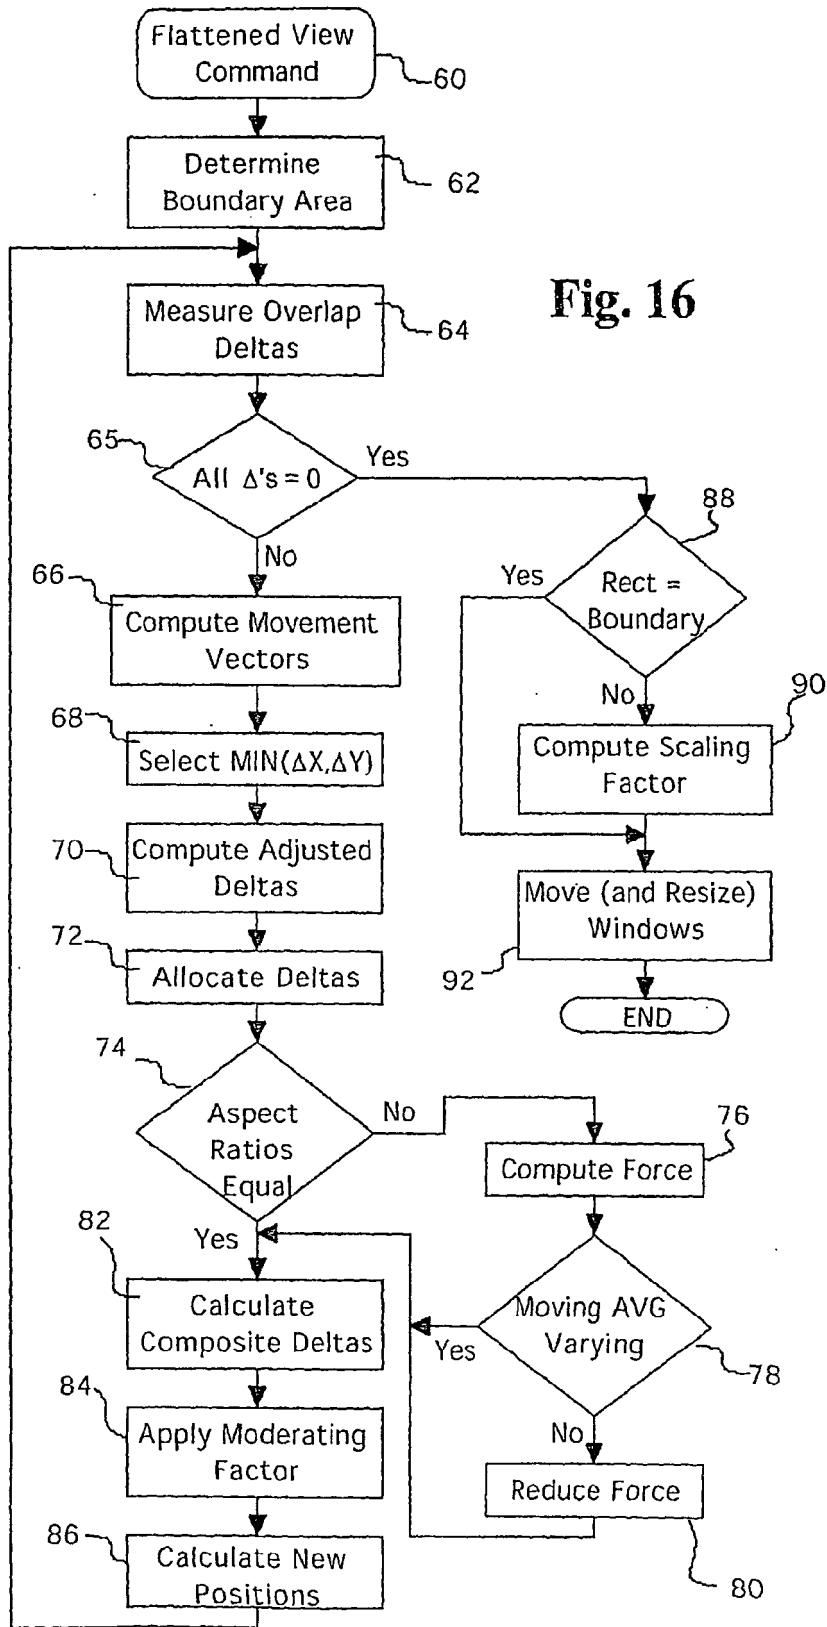 Flattened View
Command
60
Determine
Boundary Area
62
Fig. 16
Measure Overlap
Deltas
64
65
All Δ's = 0
Yes
No
88
Rect =
Boundary
Yes
No
66
Compute Movement
Vectors
90
Compute Scaling
Factor
68
Select MIN(ΔX,ΔY)
70
Compute Adjusted
Deltas
Move (and Resize)
Windows
92
72
Allocate Deltas
END
74
Aspect
Ratios
Equal
No
Yes
76
Compute Force
82
Calculate
Composite Deltas
Moving AVG
Varying
Yes
78
No
84
Apply Moderating
Factor
Reduce Force
80
86
Calculate New
Positions